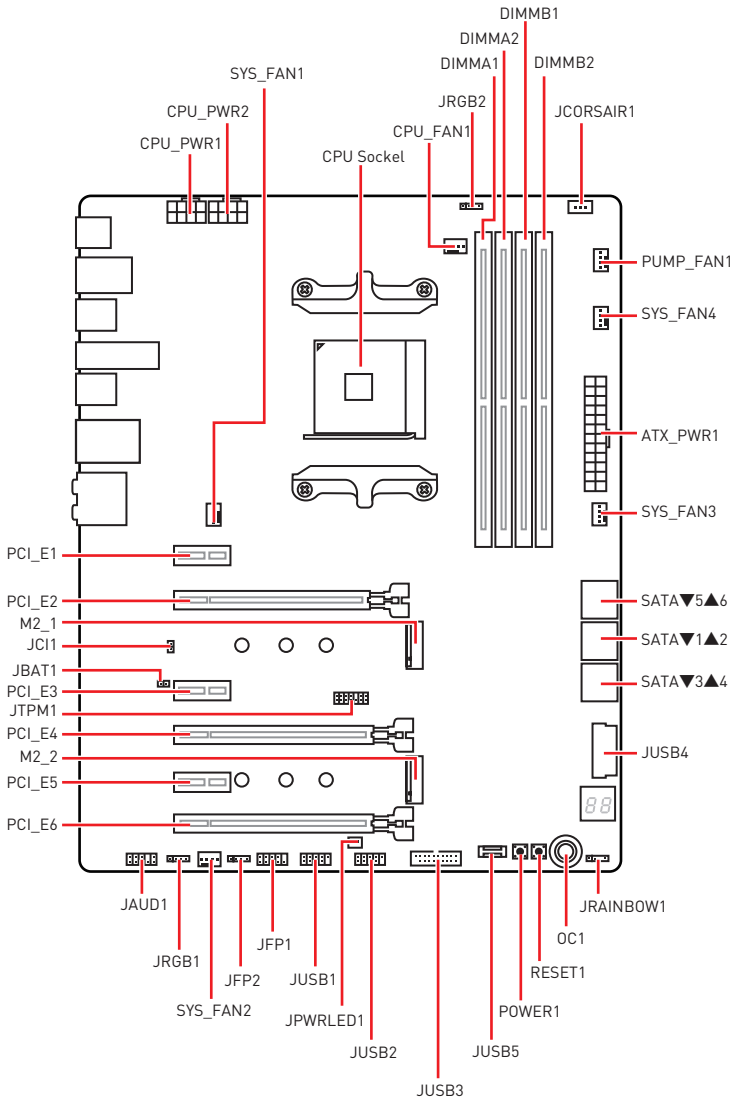 DIMMB1
DIMMA2
DIMMA1
DIMMB2
SYS_FAN1
JRGB2
JCORSAIR1
CPU_PWR2
CPU_FAN1
CPU_PWR1
CPU Sockel
PUMP_FAN1
SYS_FAN4
ATX_PWR1
SYS_FAN3
PCI_E1
PCI_E2
SATA▼5▲6
M2_1
JCI1
SATA▼1▲2
JBAT1
PCI_E3
SATA▼3▲4
JTPM1
PCI_E4
M2_2
JUSB4
PCI_E5
88
PCI_E6
JAUD1
JRAINBOW1
JRGB1
JFP1
OC1
JFP2
JUSB1
RESET1
SYS_FAN2
JPWRLED1
POWER1
JUSB2
JUSB5
JUSB3